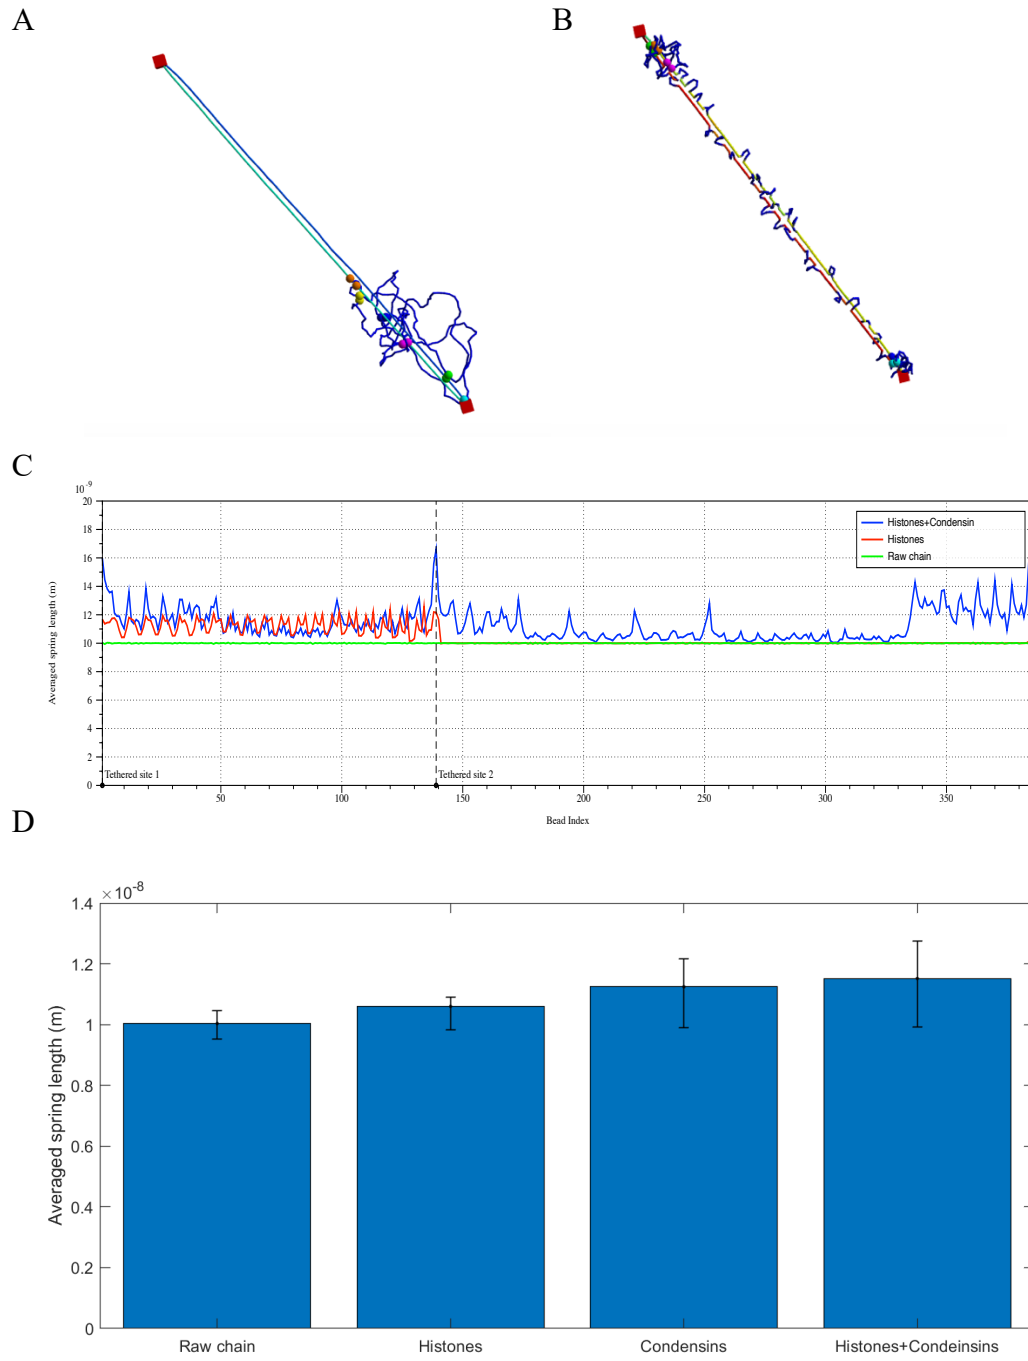 A
B
C
10⁻⁹
20
18
16
14
12
10
8
6
4
2
0
Averaged spring length (m)
Histones+Condensin
Histones
Raw chain
Tethered site 1
Tethered site 2
50
100
150
200
250
300
350
Bead Index
D
×10⁻⁸
1.4
1.2
1
0.8
0.6
0.4
0.2
0
Averaged spring length (m)
Raw chain
Histones
Condensins
Histones+Condeinsins